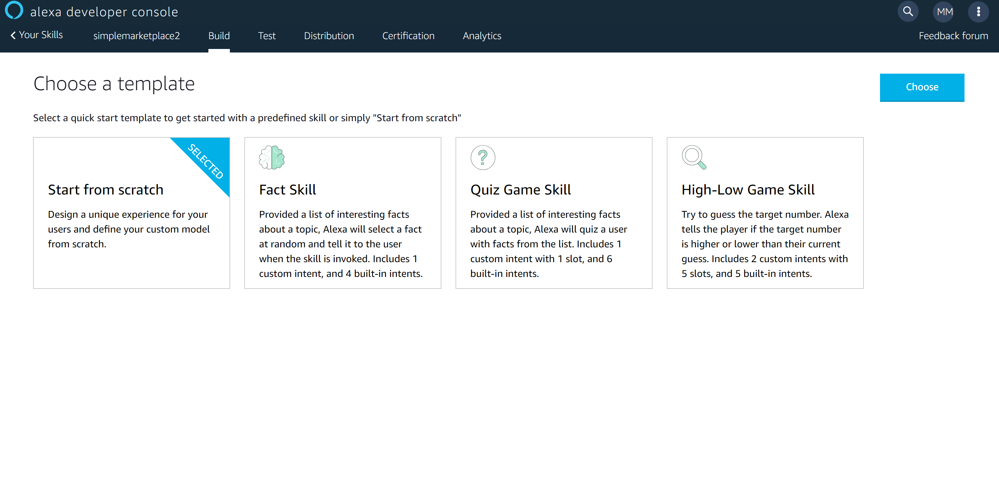 alexa developer console
MM
Your Skills
simplemarketplace2
Build
Test
Distribution
Certification
Analytics
Feedback forum
Choose a template
Choose
Select a quick start template to get started with a predefined skill or simply "Start from scratch"
SELECTED
Start from scratch
Design a unique experience for your
users and define your custom model
from scratch.
Fact Skill
Provided a list of interesting facts
about a topic, Alexa will select a fact
at random and tell it to the user
when the skill is invoked. Includes 1
custom intent, and 4 built-in intents.
?
Quiz Game Skill
Provided a list of interesting facts
about a topic, Alexa will quiz a user
with facts from the list. Includes 1
custom intent with 1 slot, and 6
built-in intents.
High-Low Game Skill
Try to guess the target number. Alexa
tells the player if the target number
is higher or lower than their current
guess. Includes 2 custom intents with
5 slots, and 5 built-in intents.